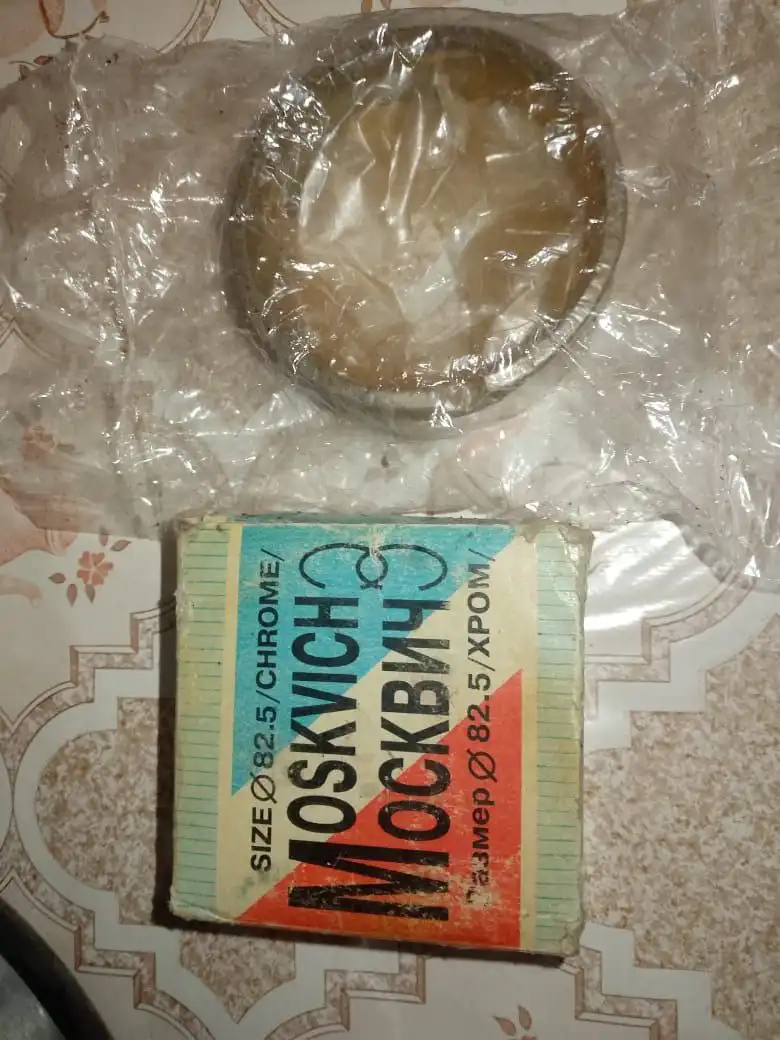 SIZE Ø 82.5 /CHROME/
MOSKVICH
МОСКВИЧ
Размер Ø 82.5 /ХРОМ/